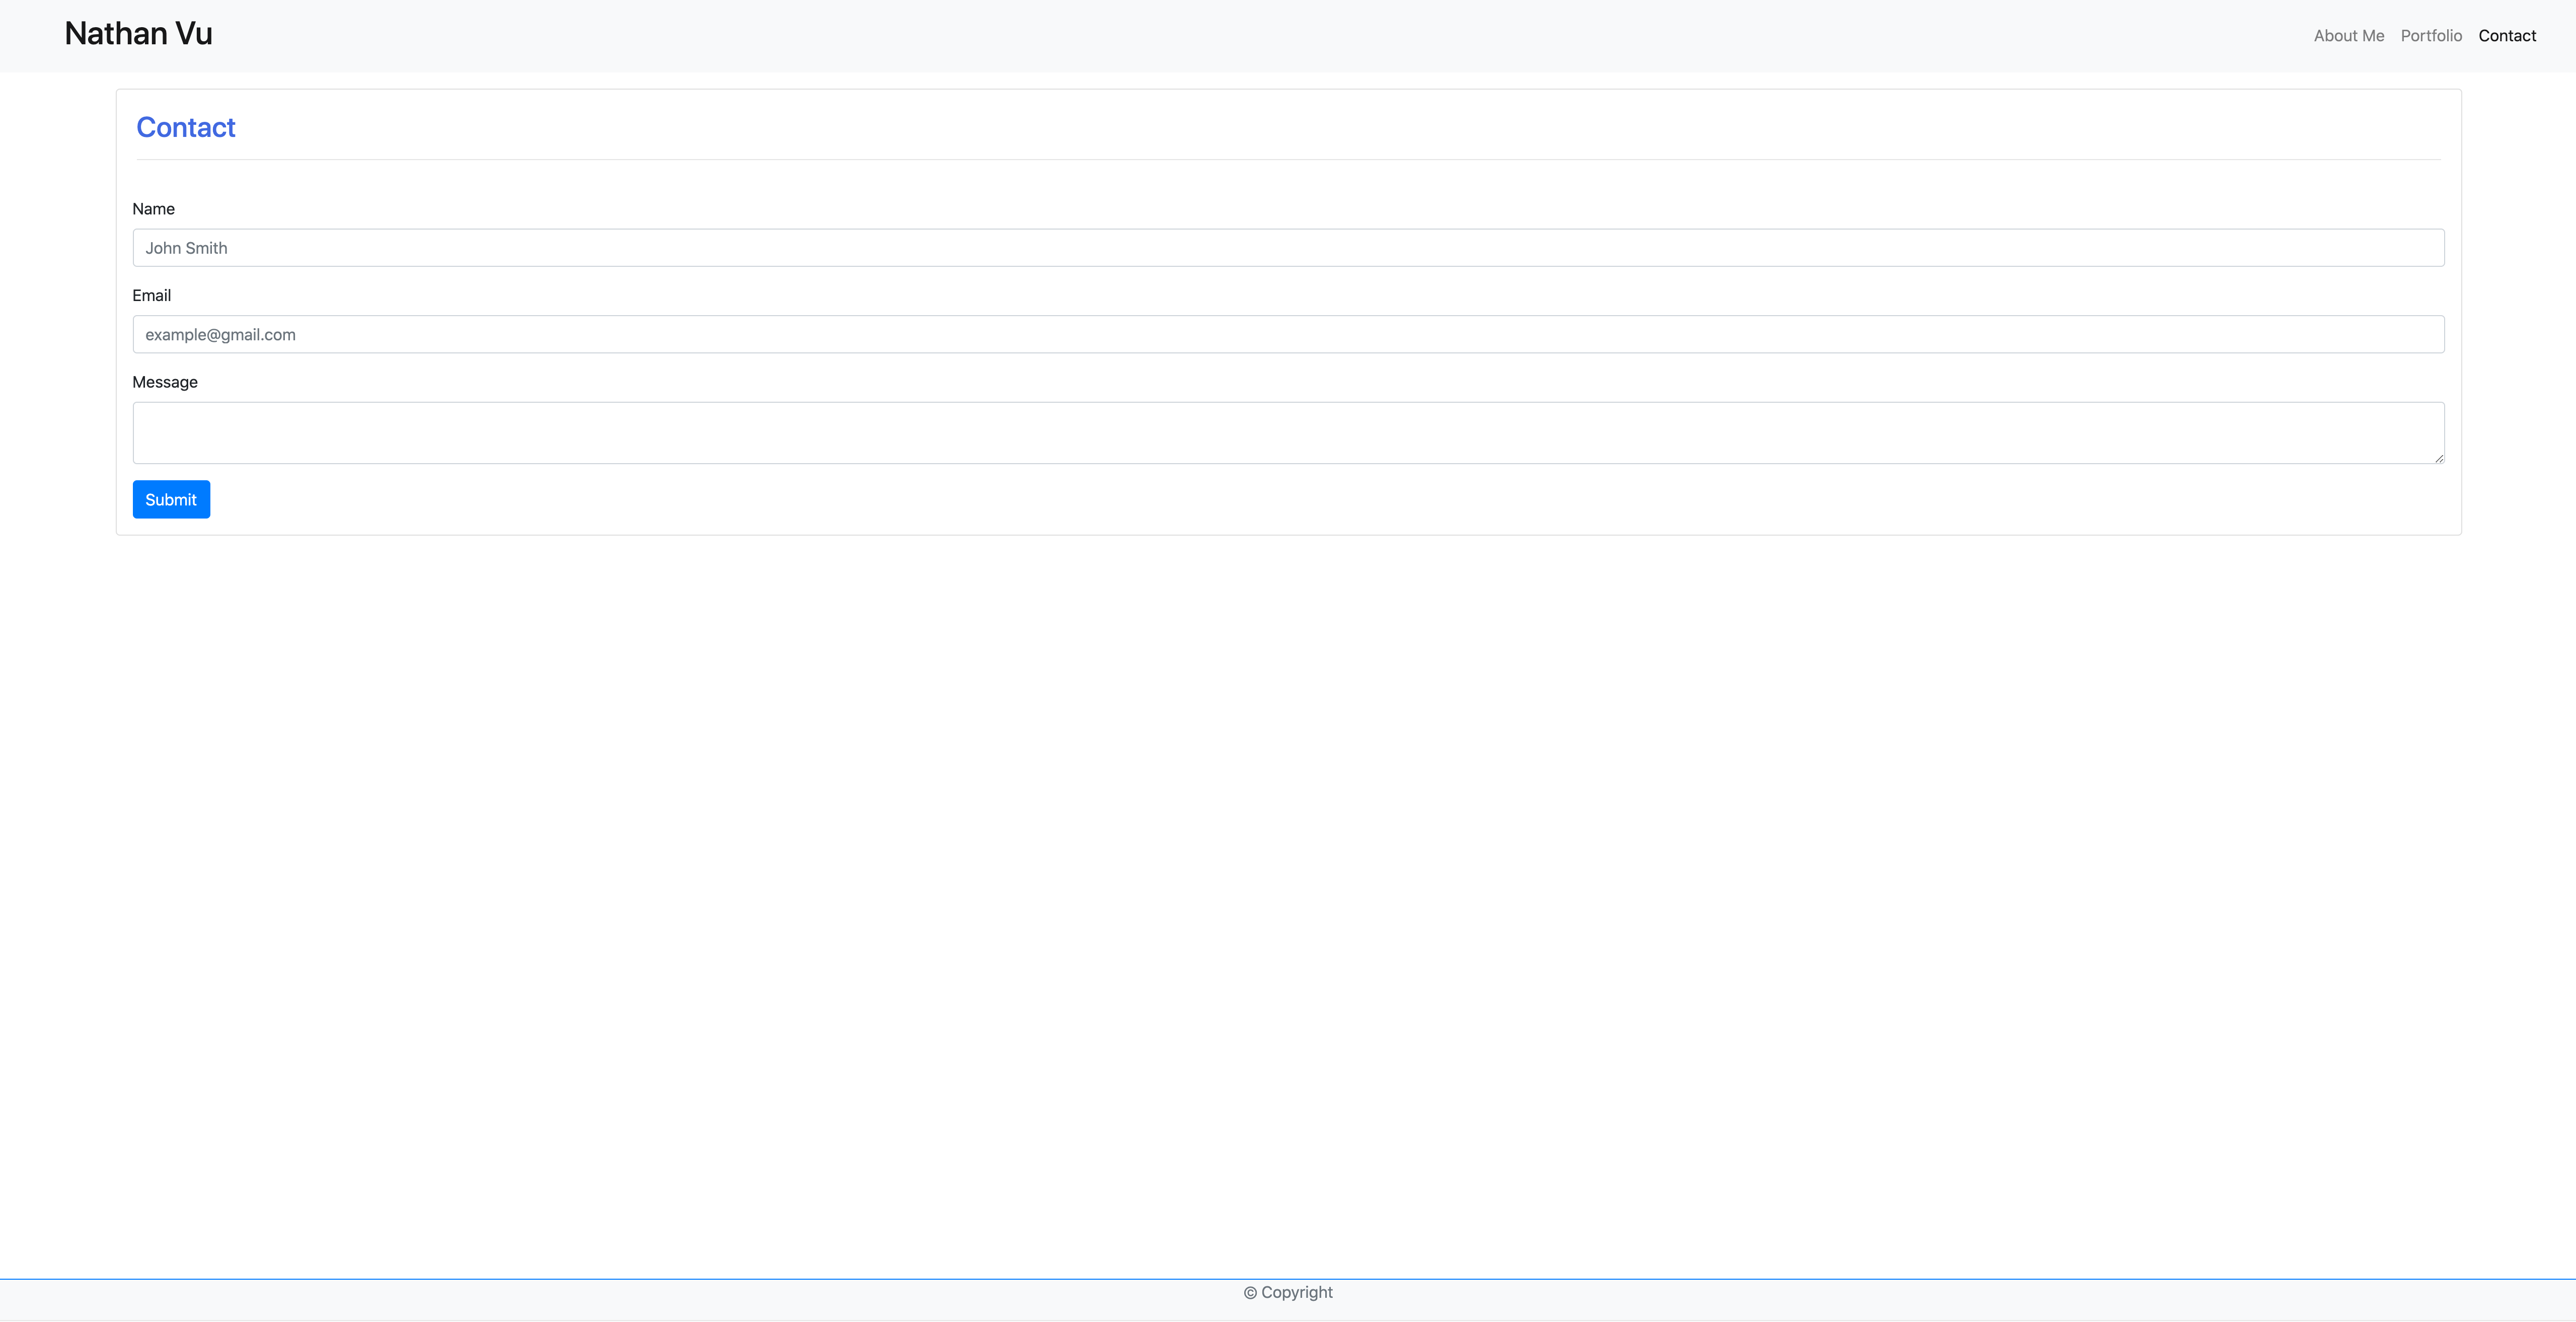 Nathan Vu
About Me Portfolio Contact
Contact
Name
John Smith
Email
example@gmail.com
Message
Submit
© Copyright